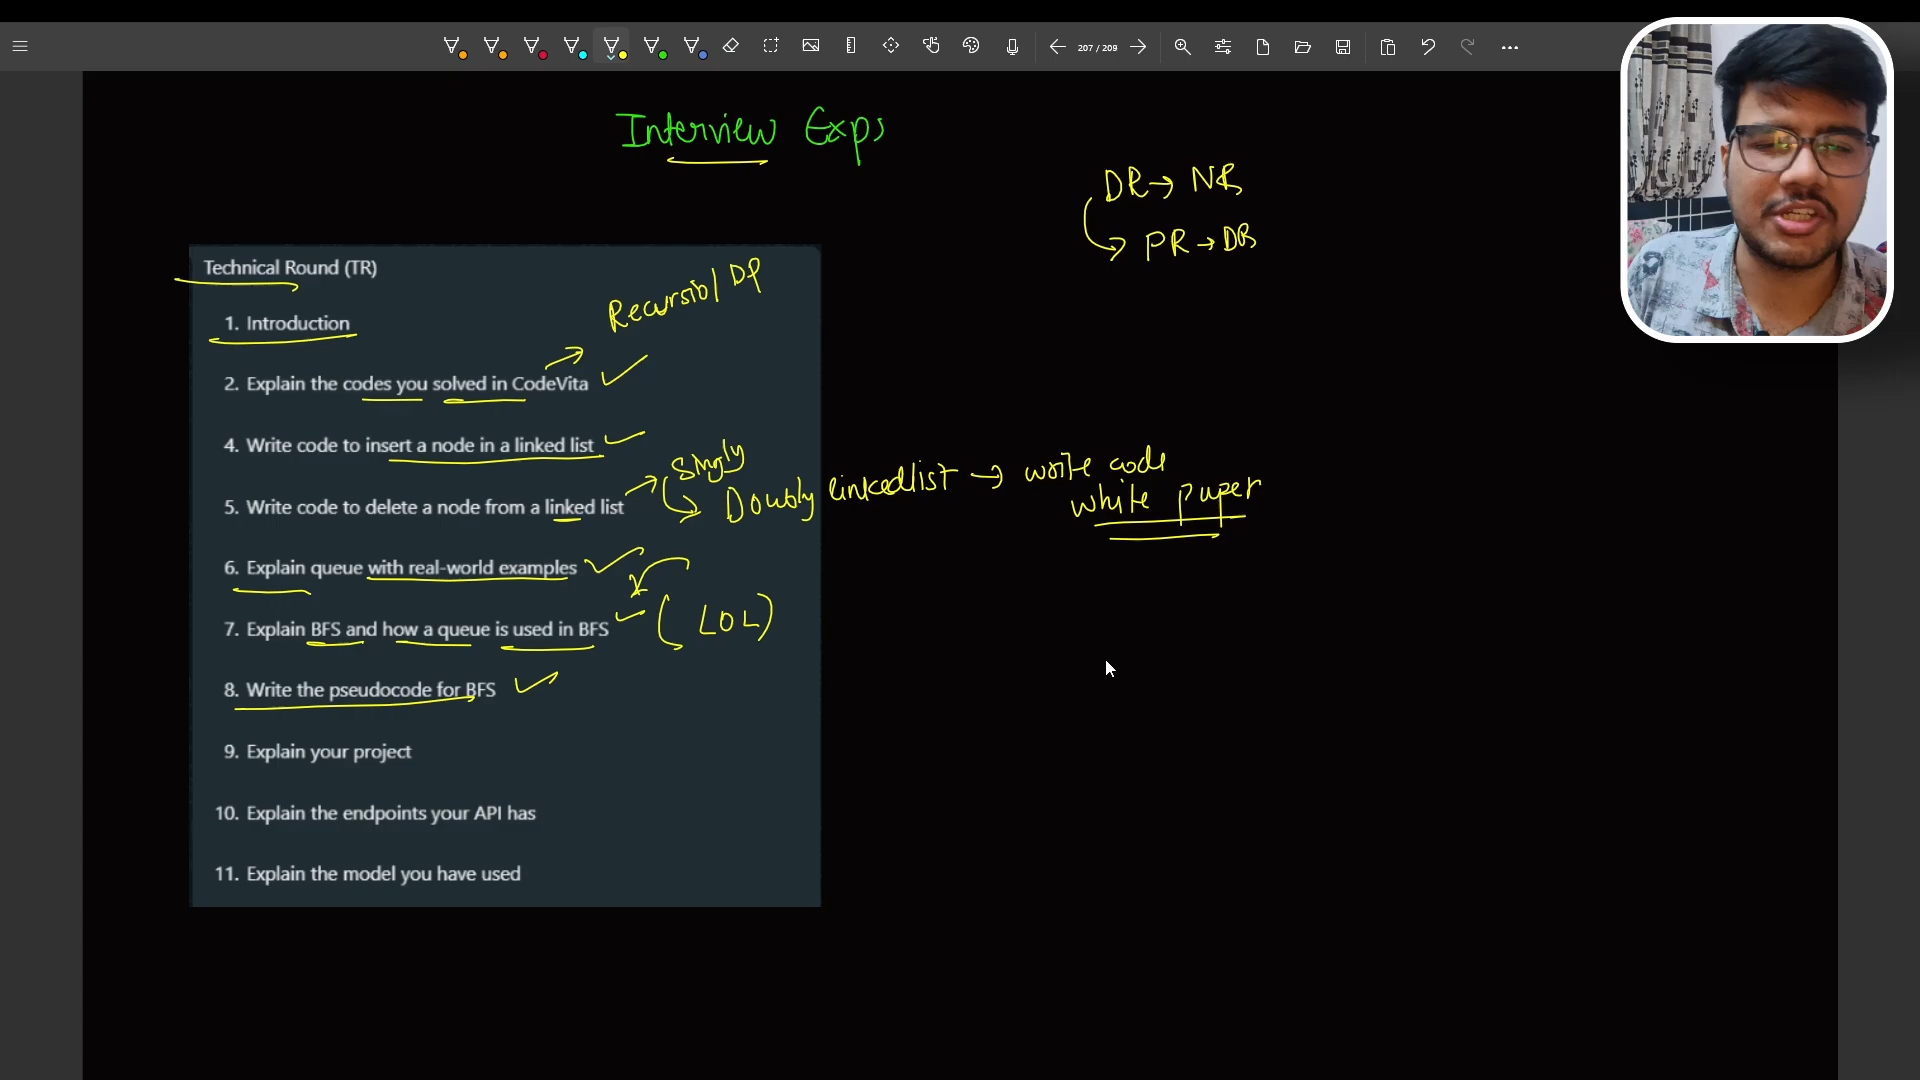 207 / 209
Interview Exps
DR → NR
PR → DR
Technical Round (TR)
Recursio/ DP
1. Introduction
2. Explain the codes you solved in CodeVita
4. Write code to insert a node in a linked list
Singly
5. Write code to delete a node from a linked list
Doubly linkedlist → write code
white paper
6. Explain queue with real-world examples
7. Explain BFS and how a queue is used in BFS
(LOL)
8. Write the pseudocode for BFS
9. Explain your project
10. Explain the endpoints your API has
11. Explain the model you have used